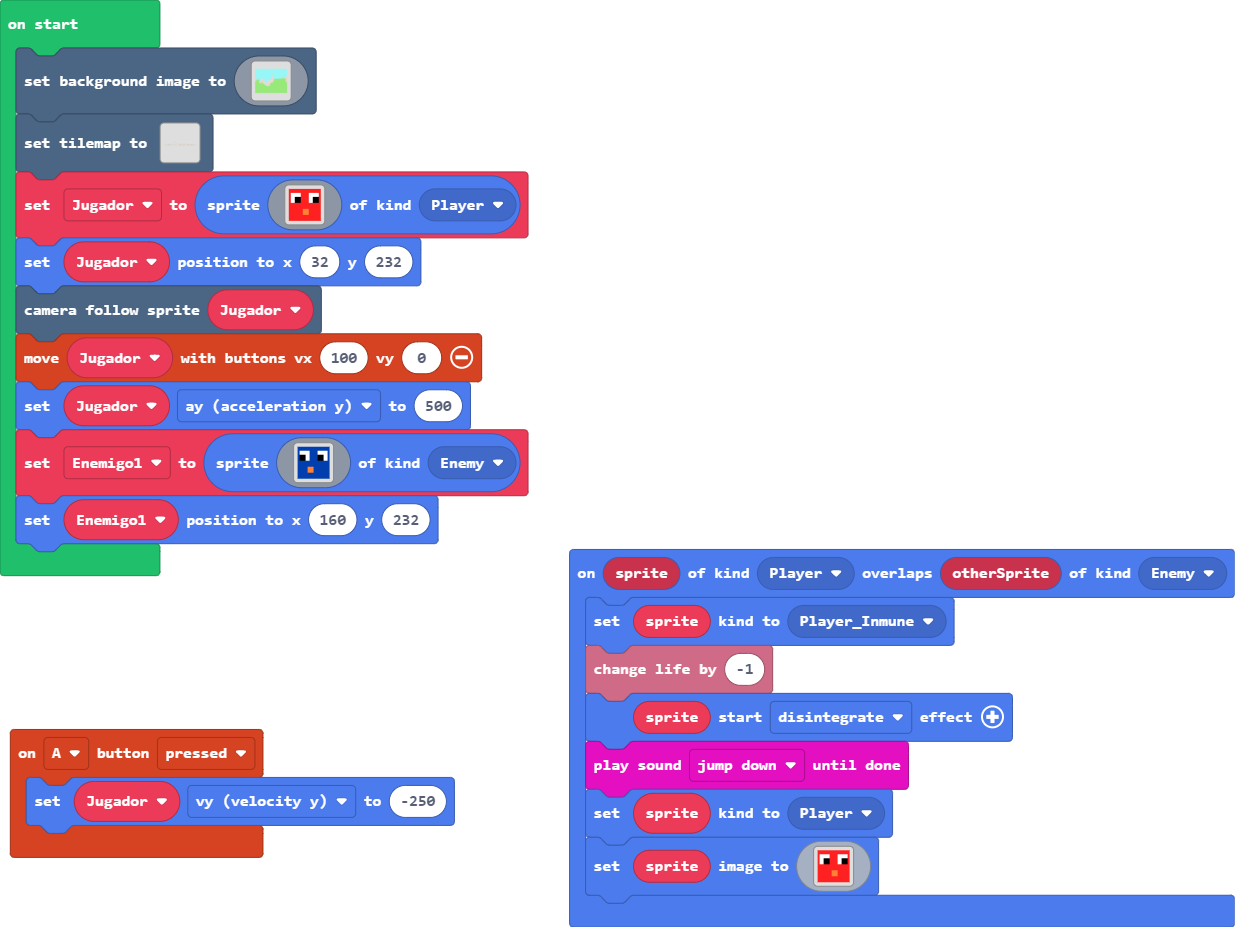 on start
set background image to
set tilemap to
set Jugador to sprite of kind Player
set Jugador position to x 32 y 232
camera follow sprite Jugador
move Jugador with buttons vx 100 vy 0
set Jugador ay (acceleration y) to 500
set Enemigo1 to sprite of kind Enemy
set Enemigo1 position to x 160 y 232
on sprite of kind Player overlaps otherSprite of kind Enemy
set sprite kind to Player_Inmune
change life by -1
sprite start disintegrate effect
play sound jump down until done
set sprite kind to Player
set sprite image to
on A button pressed
set Jugador vy (velocity y) to -250